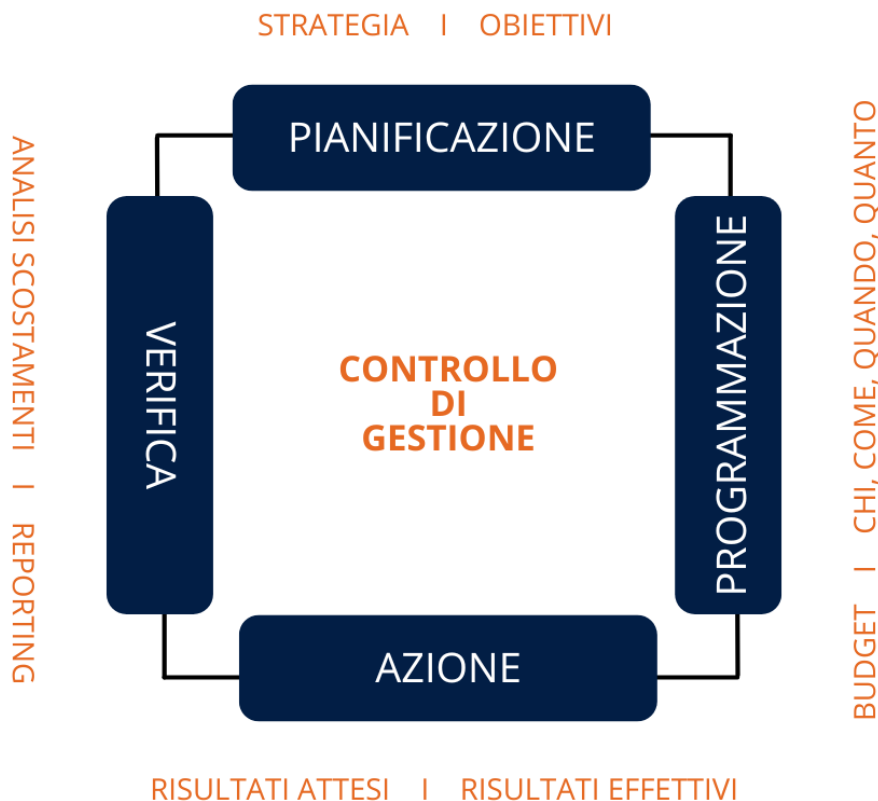 STRATEGIA I OBIETTIVI
PIANIFICAZIONE
PROGRAMMAZIONE
BUDGET I CHI, COME, QUANDO, QUANTO
AZIONE
RISULTATI ATTESI I RISULTATI EFFETTIVI
VERIFICA
ANALISI SCOSTAMENTI I REPORTING
CONTROLLO
DI
GESTIONE